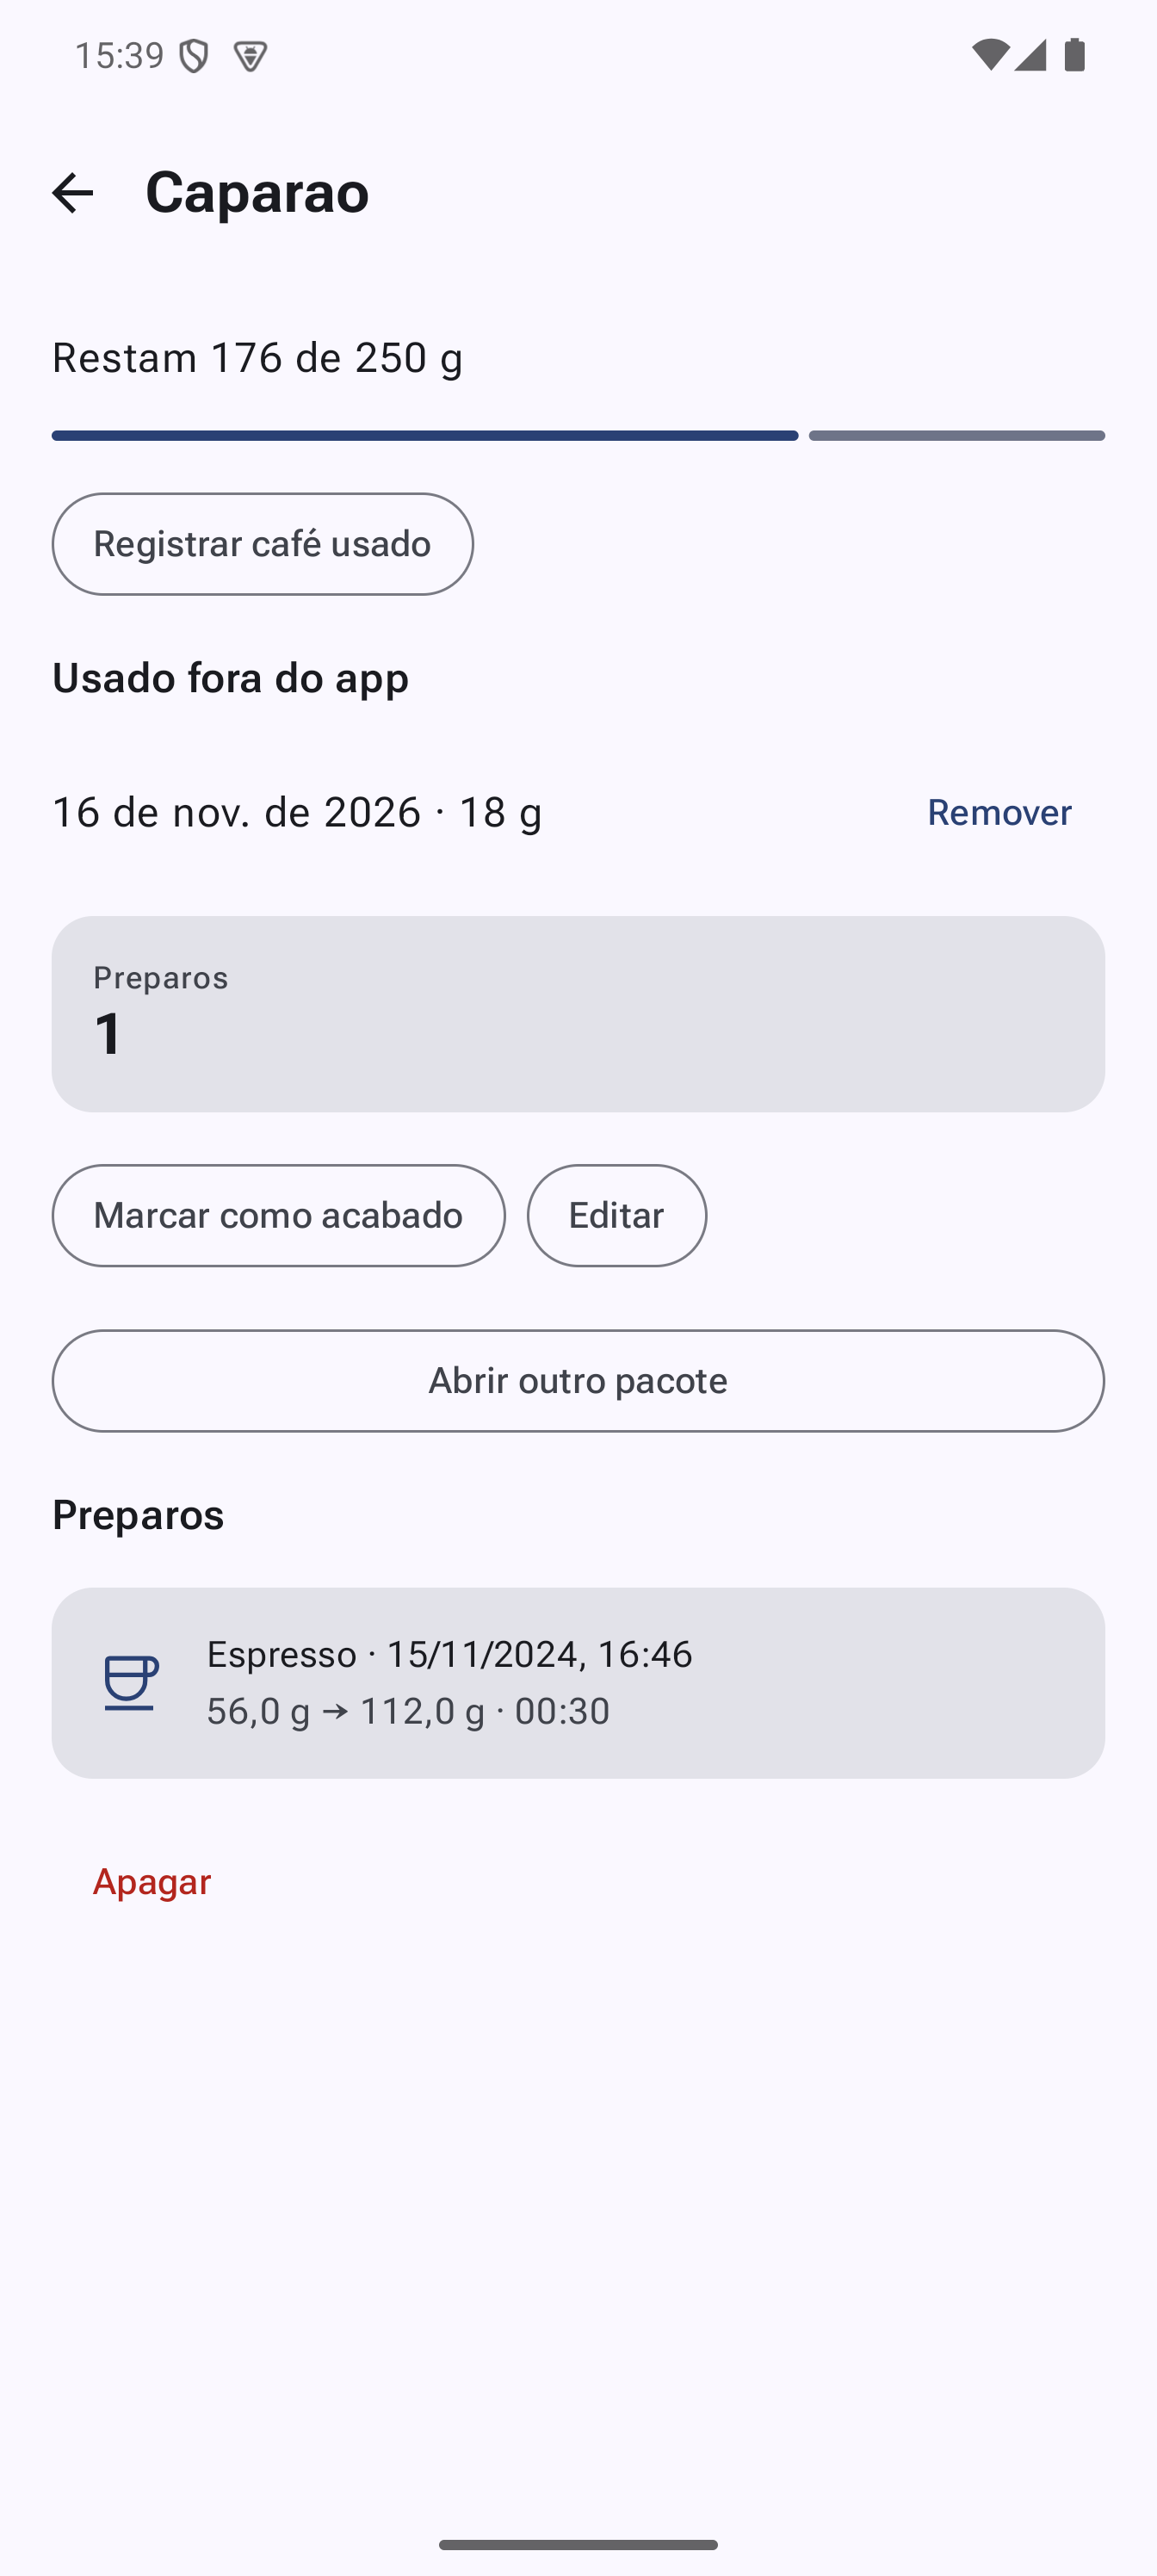 15:39
Caparao
Restam 176 de 250 g
Registrar café usado
Usado fora do app
16 de nov. de 2026 · 18 g
Remover
Preparos
1
Marcar como acabado
Editar
Abrir outro pacote
Preparos
Espresso · 15/11/2024, 16:46
56,0 g → 112,0 g · 00:30
Apagar